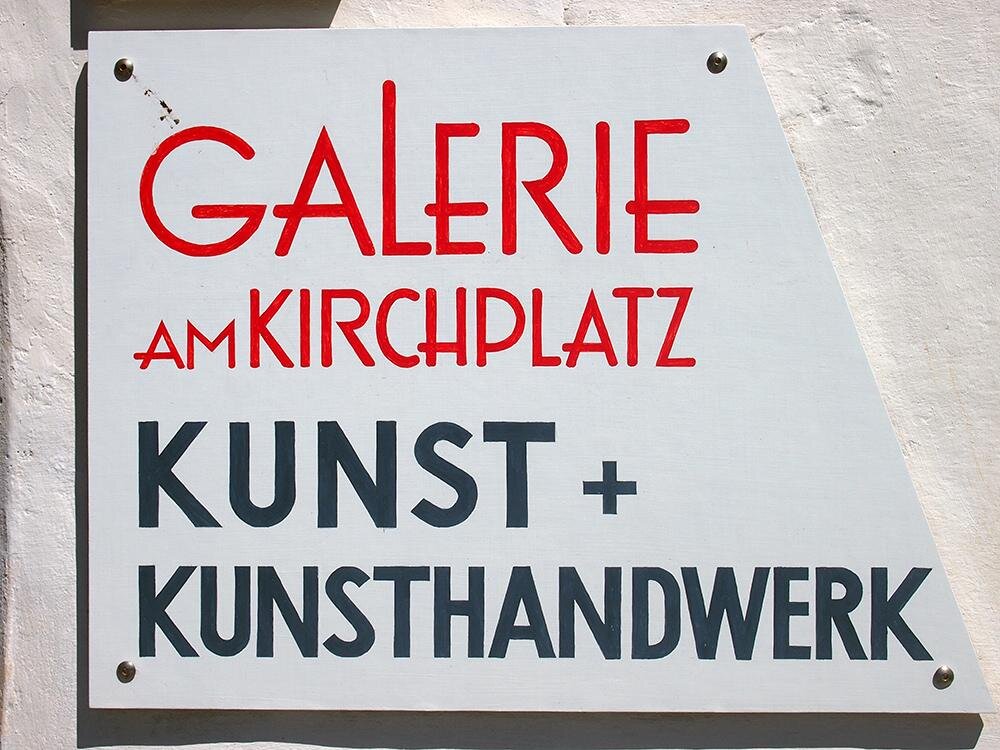 GALERIE
AM KIRCHPLATZ
KUNST +
KUNSTHANDWERK